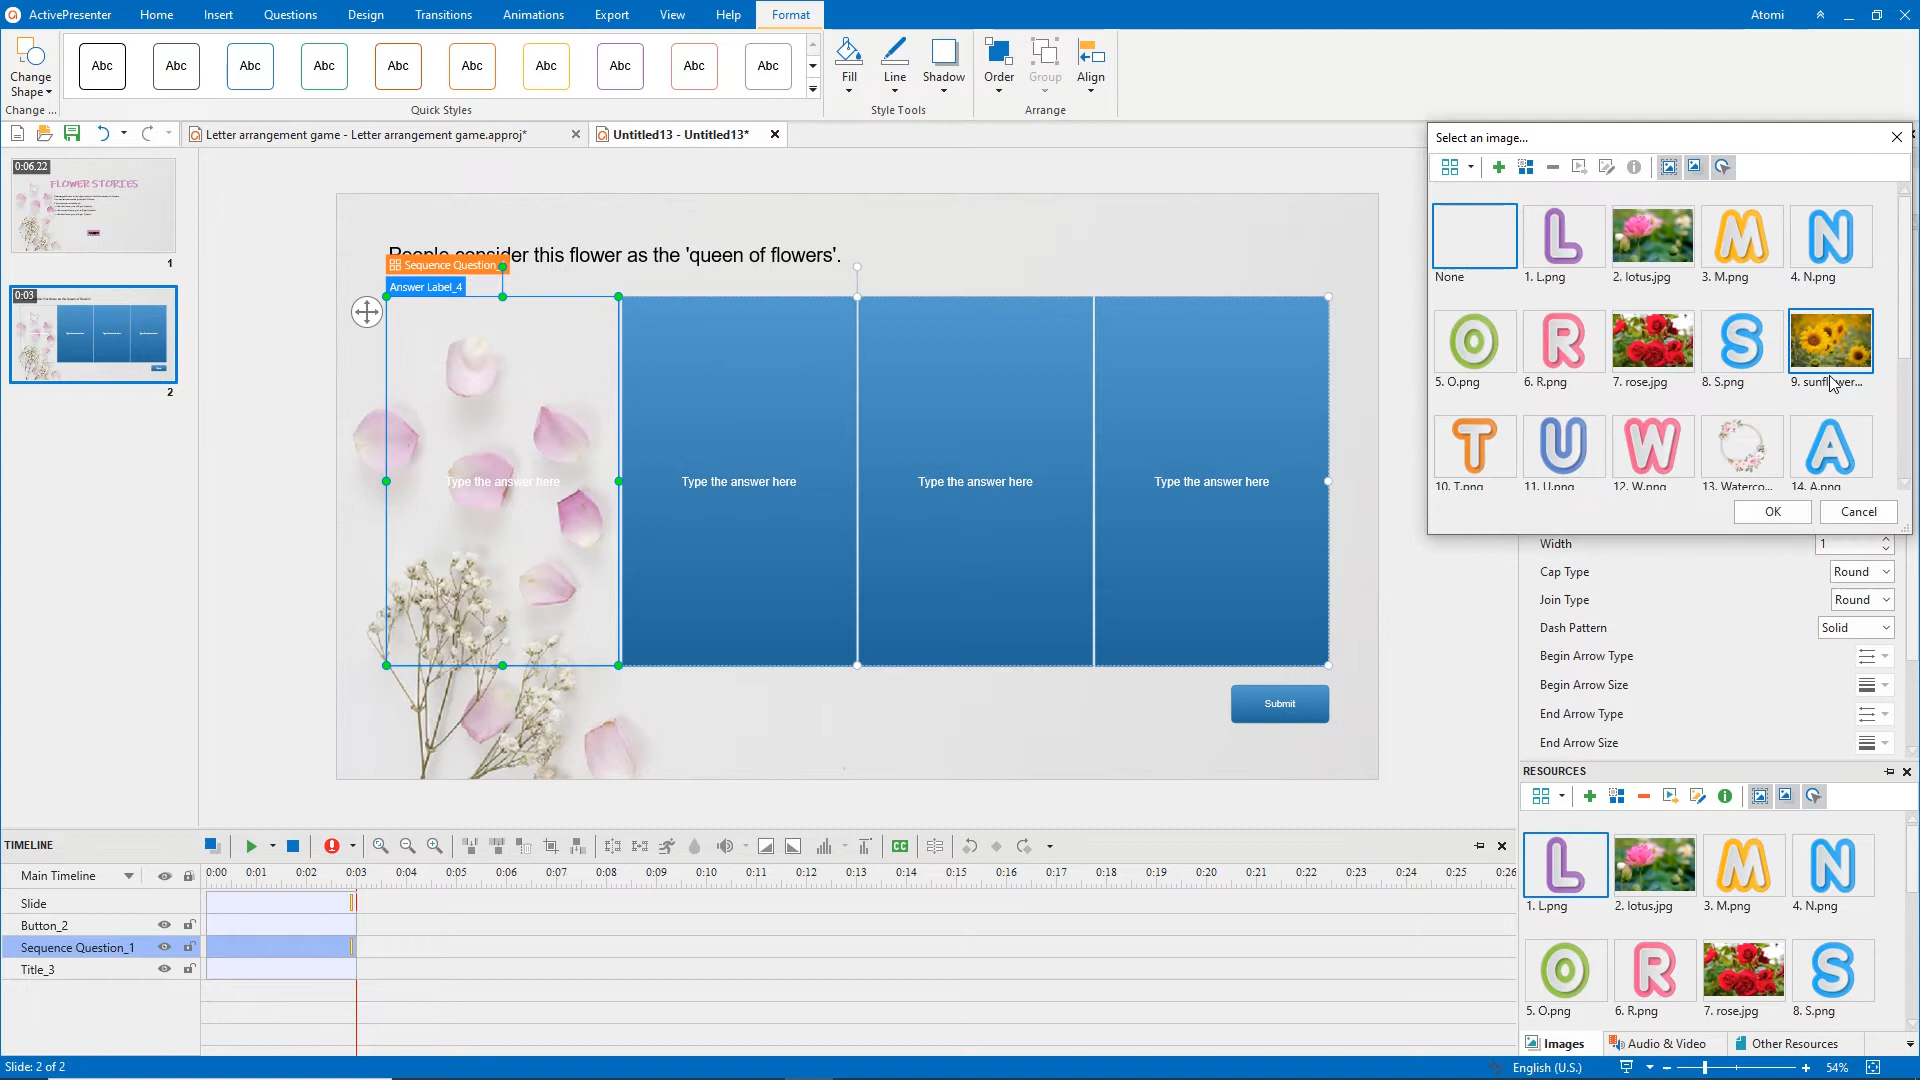 ActivePresenter Home Insert Questions Design Transitions Animations Export View Help Format Atomi
Abc Abc Abc Abc Abc Abc Abc Abc Abc Abc
Change
Shape
Fill Line Shadow Order Group Align
Change ... Quick Styles Style Tools Arrange
Letter arrangement game - Letter arrangement game.approj* Untitled13 - Untitled13*
0:06.22
FLOWER STORIES
1
0:03
2
People consider this flower as the 'queen of flowers'.
Sequence Question_
Answer Label_4
Type the answer here Type the answer here Type the answer here Type the answer here
Submit
Select an image...
L M N
None 1. L.png 2. lotus.jpg 3. M.png 4. N.png
O R S
5. O.png 6. R.png 7. rose.jpg 8. S.png 9. sunflower...
T U W A
10. T.png 11. U.png 12. W.png 13. Waterco... 14. A.png
OK Cancel
Width 1
Cap Type Round
Join Type Round
Dash Pattern Solid
Begin Arrow Type
Begin Arrow Size
End Arrow Type
End Arrow Size
RESOURCES
L M N
1. L.png 2. lotus.jpg 3. M.png 4. N.png
O R S
5. O.png 6. R.png 7. rose.jpg 8. S.png
Images Audio & Video Other Resources
TIMELINE
CC
Main Timeline 0:00 0:01 0:02 0:03 0:04 0:05 0:06 0:07 0:08 0:09 0:10 0:11 0:12 0:13 0:14 0:15 0:16 0:17 0:18 0:19 0:20 0:21 0:22 0:23 0:24 0:25 0:26
Slide
Button_2
Sequence Question_1
Title_3
Slide: 2 of 2 English (U.S.) 54%